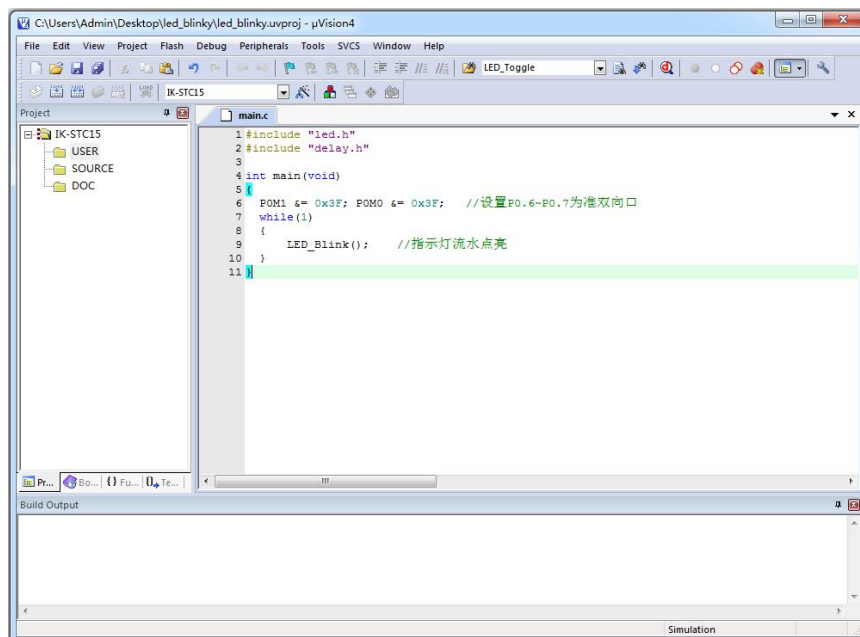 C:\Users\Admin\Desktop\led_blinky\led_blinky.uvproj - µVision4
File Edit View Project Flash Debug Peripherals Tools SVCS Window Help
LED_Toggle
LOAD IK-STC15
Project
main.c
IK-STC15
USER
SOURCE
DOC
1 #include "led.h"
2 #include "delay.h"
3
4 int main(void)
5 {
6 P0M1 &= 0x3F; P0M0 &= 0x3F; //设置P0.6~P0.7为准双向口
7 while(1)
8 {
9 LED_Blink(); //指示灯流水点亮
10 }
11 }
Pr... Bo... {} Fu... 0 Te...
Build Output
Simulation